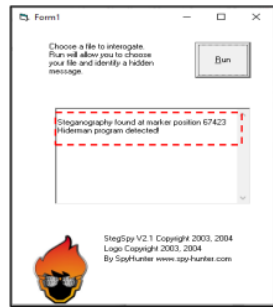 Form1
Choose a file to interogate.
Run will allow you to choose
your file and identify a hidden
message.
Run
Steganography found at marker position 67423
Hiderman program detected!
StegSpy V2.1 Copyright 2003, 2004
Logo Copyright 2003, 2004
By SpyHunter www.spy-hunter.com